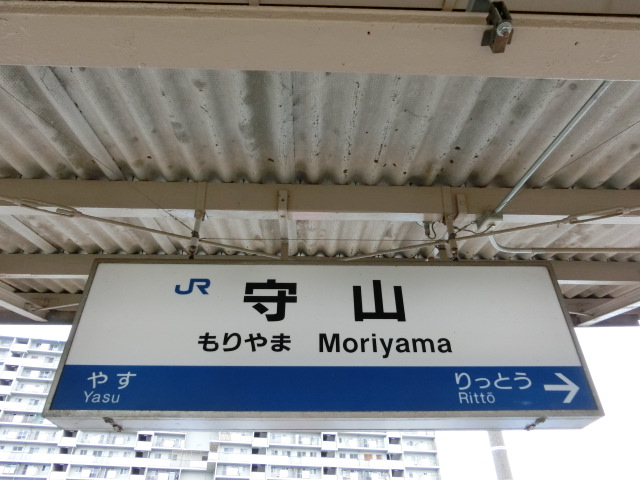 JR 守山
もりやま Moriyama
やす りっとう →
Yasu Rittō